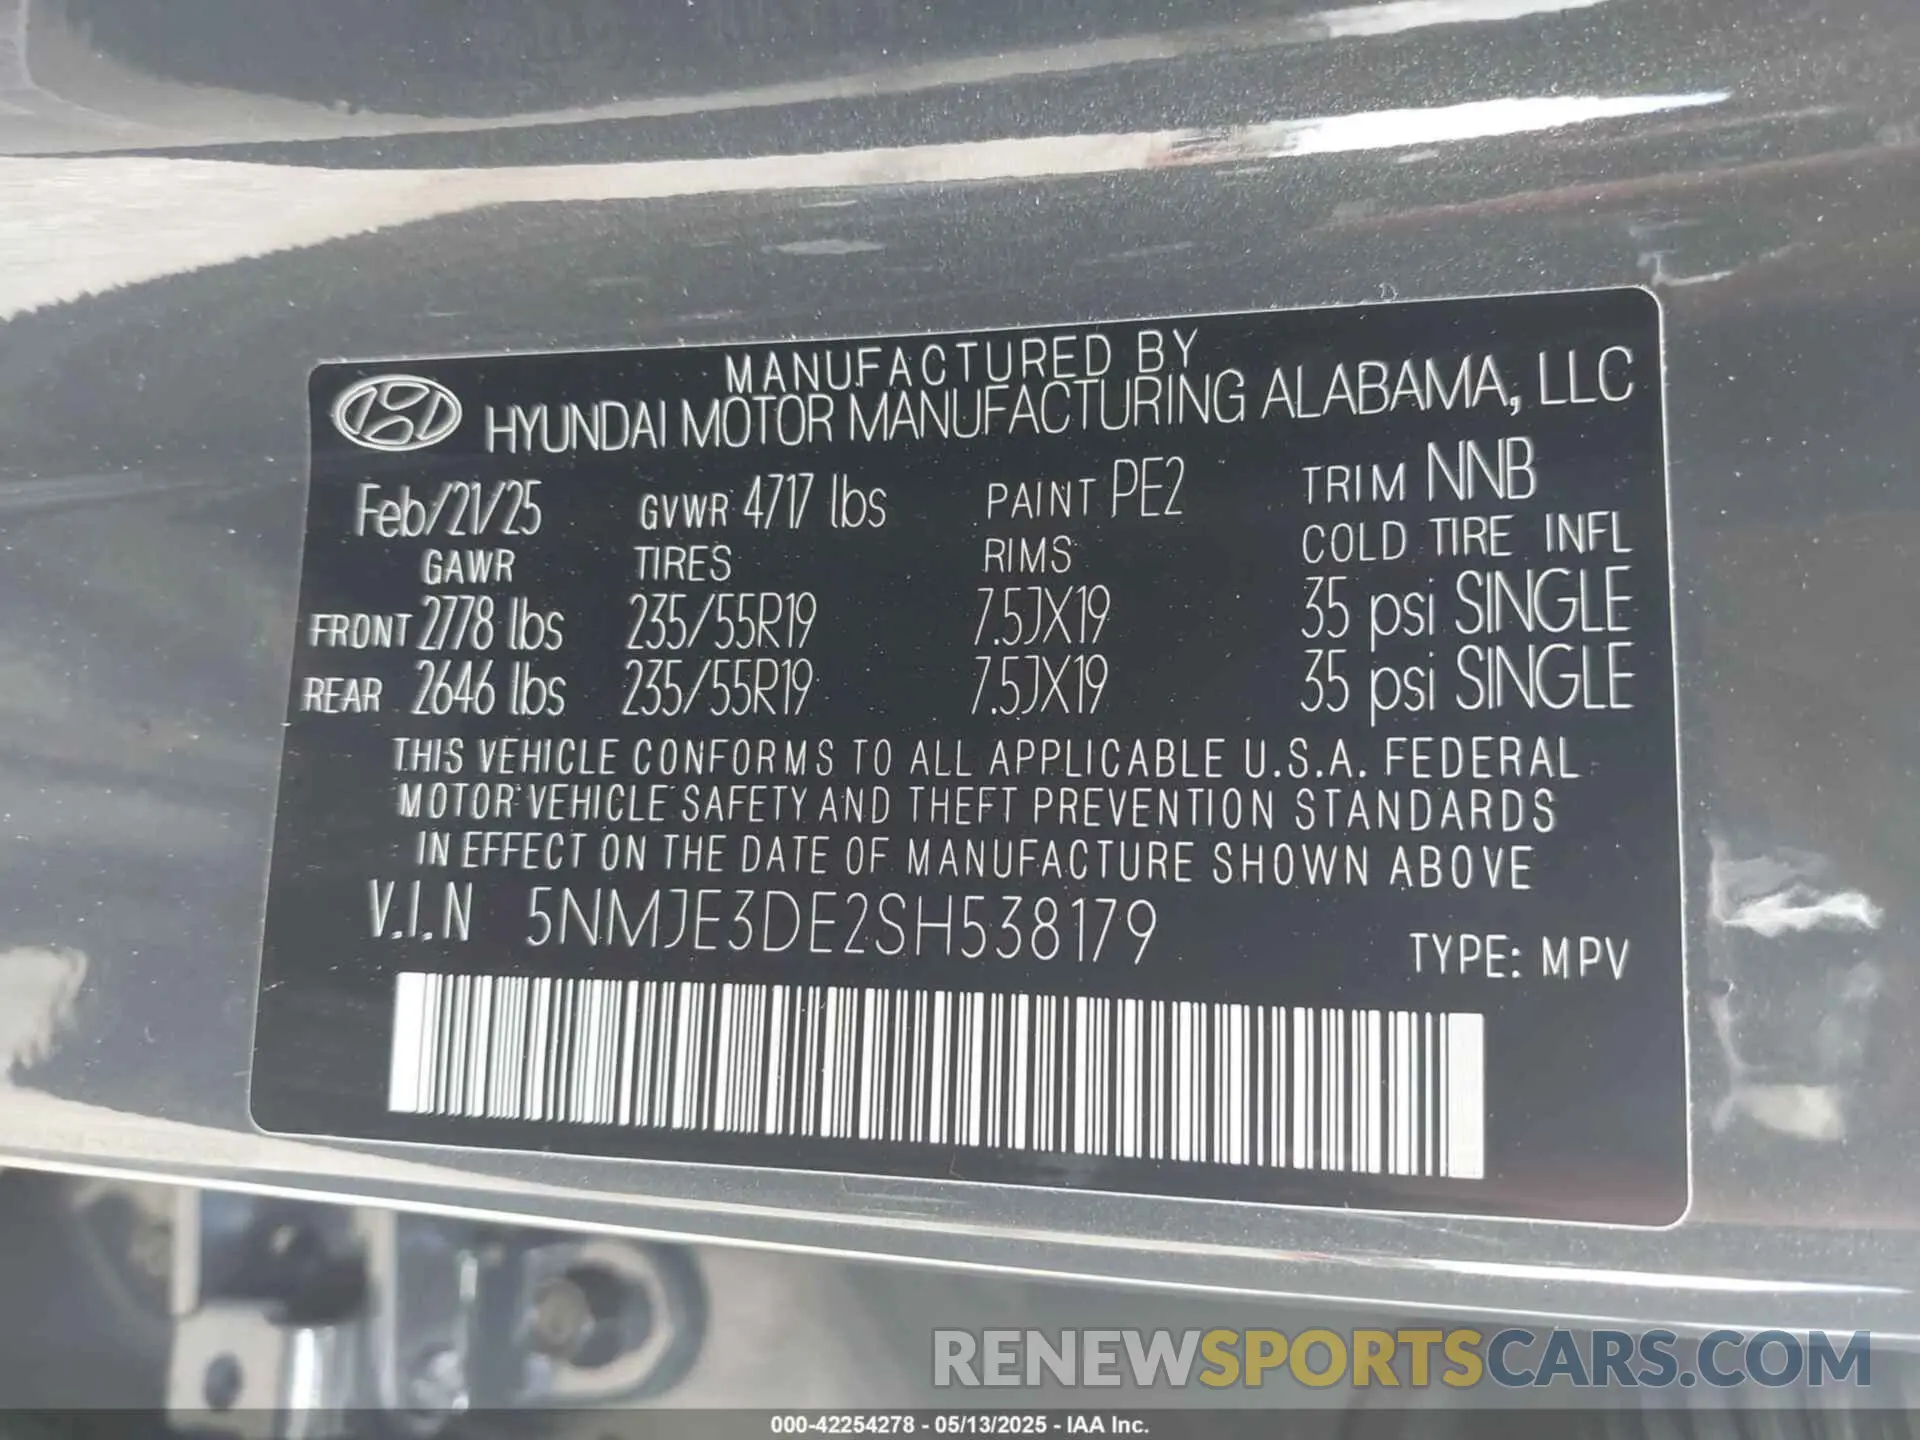 MANUFACTURED BY
HYUNDAI MOTOR MANUFACTURING ALABAMA, LLC
Feb/21/25 GVWR 4717 lbs PAINT PE2 TRIM NNB
GAWR TIRES RIMS COLD TIRE INFL
FRONT 2778 lbs 235/55R19 7.5JX19 35 psi SINGLE
REAR 2646 lbs 235/55R19 7.5JX19 35 psi SINGLE
THIS VEHICLE CONFORMS TO ALL APPLICABLE U.S.A. FEDERAL
MOTOR VEHICLE SAFETY AND THEFT PREVENTION STANDARDS
IN EFFECT ON THE DATE OF MANUFACTURE SHOWN ABOVE
V.I.N 5NMJE3DE2SH538179
TYPE: MPV
RENEWSPORTSCARS.COM
000-42254278 - 05/13/2025 - IAA Inc.